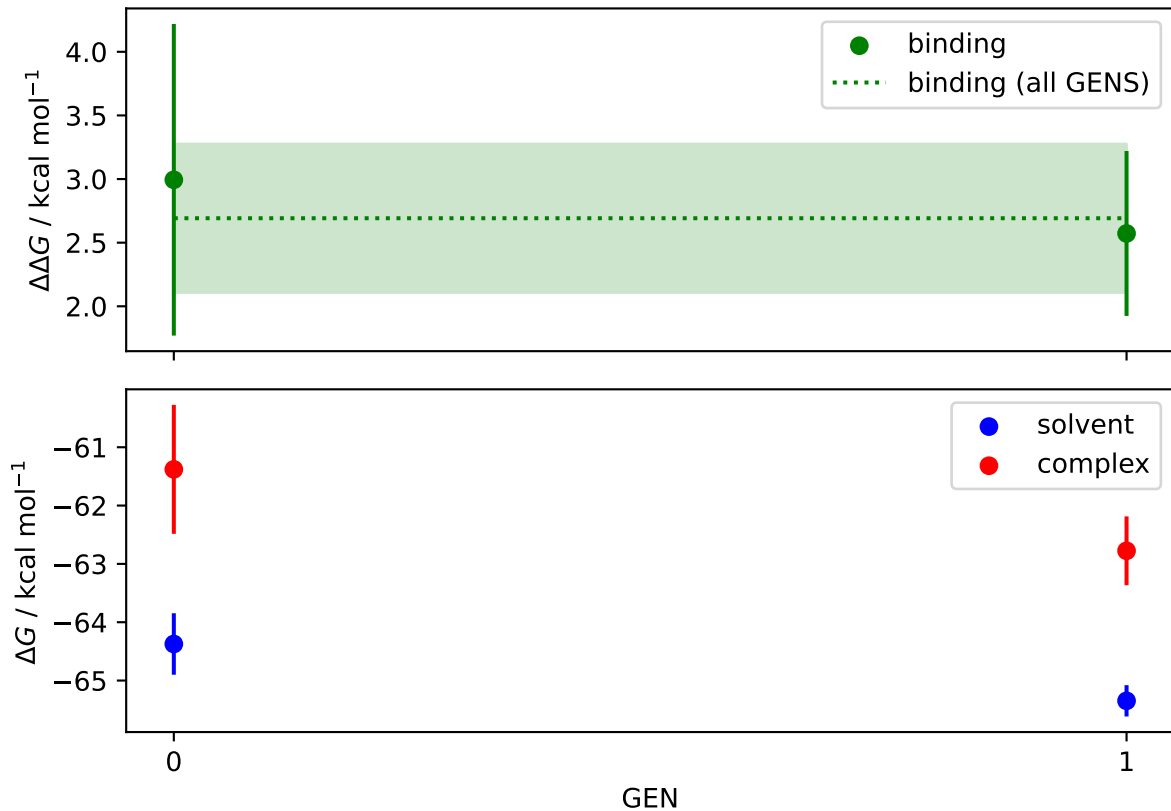 4.0
3.5
3.0
2.5
2.0
ΔΔG / kcal mol⁻¹
binding
binding (all GENS)
−61
−62
−63
−64
−65
ΔG / kcal mol⁻¹
solvent
complex
0
1
GEN